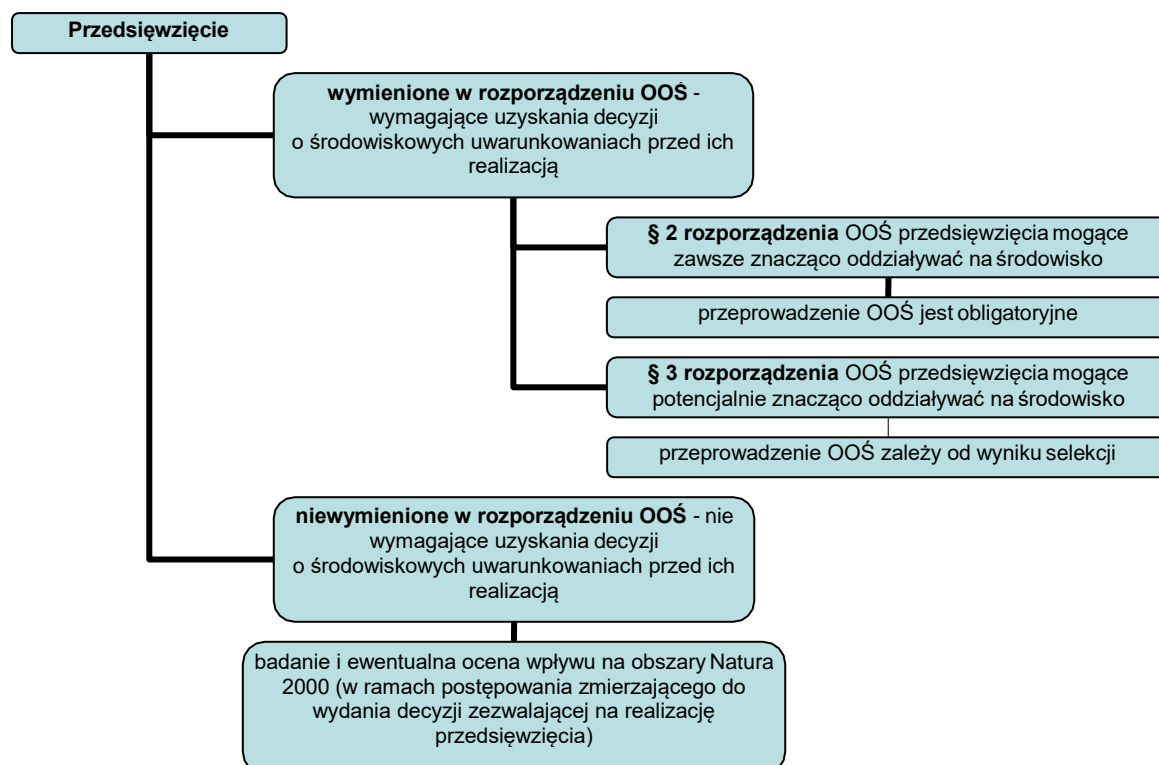 Przedsięwzięcie
wymienione w rozporządzeniu OOŚ -
wymagające uzyskania decyzji
o środowiskowych uwarunkowaniach przed ich
realizacją
§ 2 rozporządzenia OOŚ przedsięwzięcia mogące
zawsze znacząco oddziaływać na środowisko
przeprowadzenie OOŚ jest obligatoryjne
§ 3 rozporządzenia OOŚ przedsięwzięcia mogące
potencjalnie znacząco oddziaływać na środowisko
przeprowadzenie OOŚ zależy od wyniku selekcji
niewymienione w rozporządzeniu OOŚ - nie
wymagające uzyskania decyzji
o środowiskowych uwarunkowaniach przed ich
realizacją
badanie i ewentualna ocena wpływu na obszary Natura
2000 (w ramach postępowania zmierzającego do
wydania decyzji zezwalającej na realizację
przedsięwzięcia)